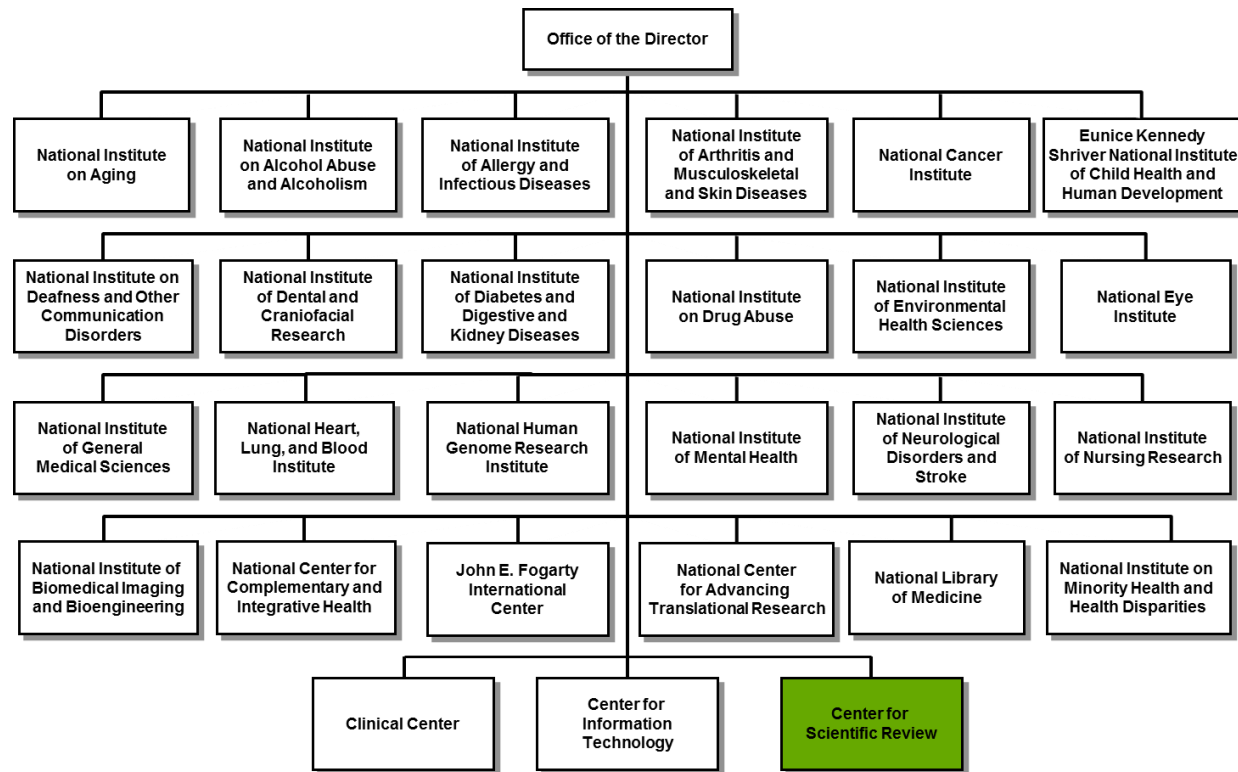 Office of the Director
National Institute
on Aging
National Institute
on Alcohol Abuse
and Alcoholism
National Institute
of Allergy and
Infectious Diseases
National Institute
of Arthritis and
Musculoskeletal
and Skin Diseases
National Cancer
Institute
Eunice Kennedy
Shriver National Institute
of Child Health and
Human Development
National Institute on
Deafness and Other
Communication
Disorders
National Institute
of Dental and
Craniofacial
Research
National Institute
of Diabetes and
Digestive and
Kidney Diseases
National Institute
on Drug Abuse
National Institute
of Environmental
Health Sciences
National Eye
Institute
National Institute
of General
Medical Sciences
National Heart,
Lung, and Blood
Institute
National Human
Genome Research
Institute
National Institute
of Mental Health
National Institute
of Neurological
Disorders and
Stroke
National Institute
of Nursing Research
National Institute of
Biomedical Imaging
and Bioengineering
National Center for
Complementary and
Integrative Health
John E. Fogarty
International
Center
National Center
for Advancing
Translational Research
National Library
of Medicine
National Institute on
Minority Health and
Health Disparities
Clinical Center
Center for
Information
Technology
Center for
Scientific Review